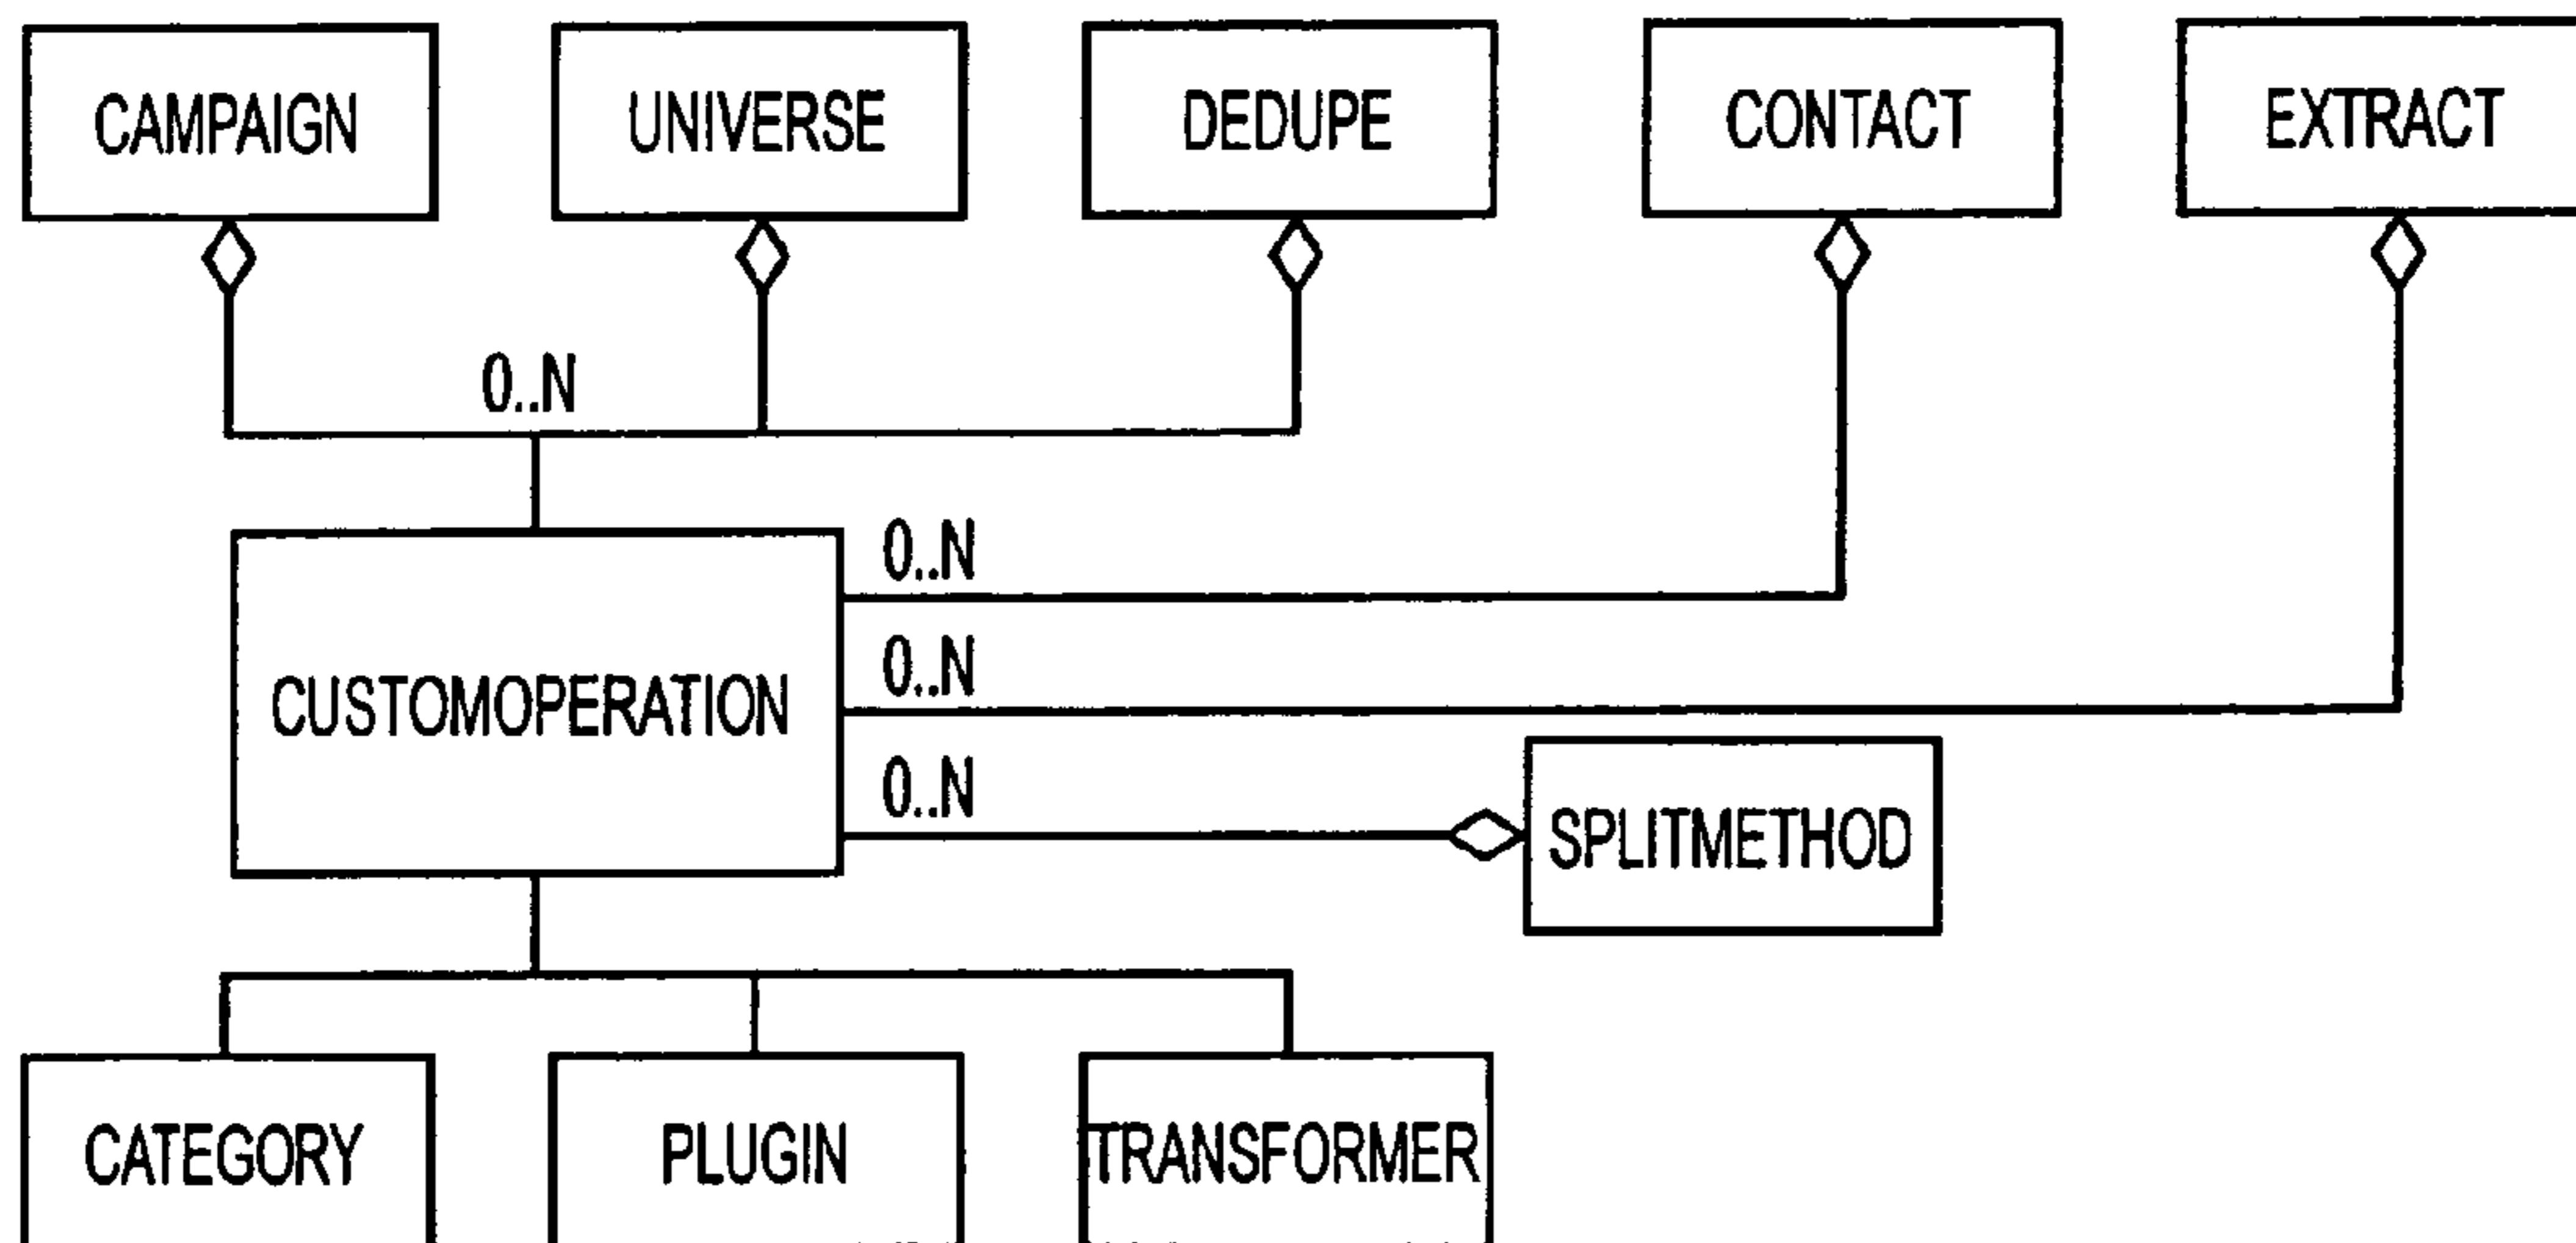 CAMPAIGN
UNIVERSE
DEDUPE
CONTACT
EXTRACT
0..N
0..N
0..N
0..N
CUSTOMOPERATION
SPLITMETHOD
CATEGORY
PLUGIN
TRANSFORMER